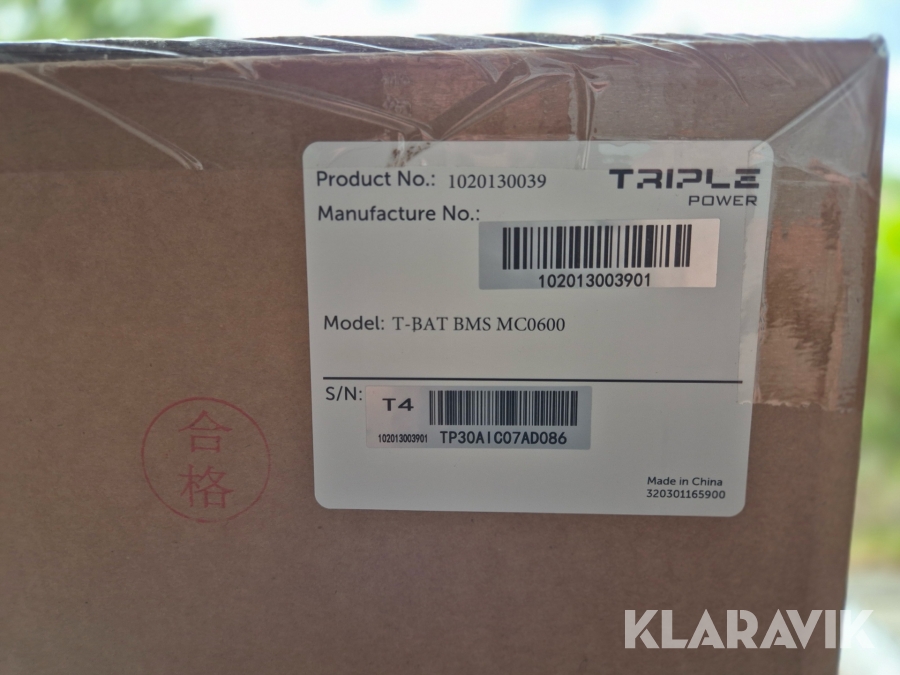 Product No.: 1020130039
TRIPLE
POWER
Manufacture No.:
102013003901
Model: T-BAT BMS MC0600
S/N:
T4
102013003901 TP30AIC07AD086
合
格
Made in China
320301165900
KLARAVIK